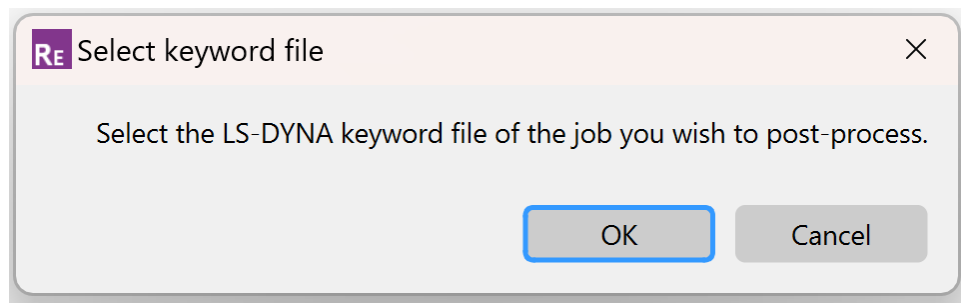 RE Select keyword file
Select the LS-DYNA keyword file of the job you wish to post-process.
OK Cancel